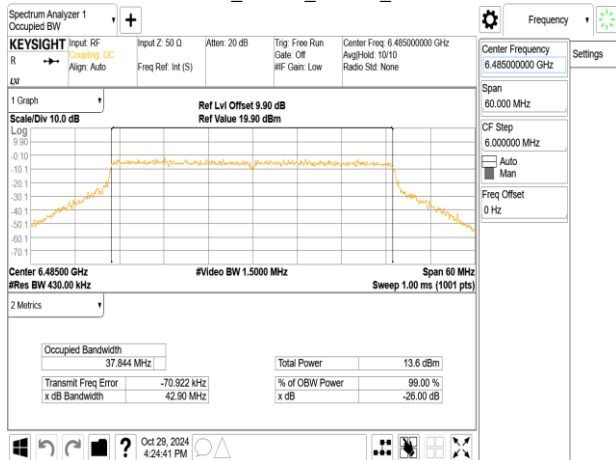 Spectrum Analyzer 1
Occupied BW
+
Frequency
KEYSIGHT Input: RF Input Z: 50 Ω Atten: 20 dB Trig: Free Run Center Freq: 6.485000000 GHz
R Coupling: DC Gate: Off Avg|Hold: 10/10
Align: Auto Freq Ref: Int (S) #IF Gain: Low Radio Std: None
LXI
Center Frequency
6.485000000 GHz
Settings
Span
60.000 MHz
CF Step
6.000000 MHz
Auto
Man
Freq Offset
0 Hz
1 Graph
Ref Lvl Offset 9.90 dB
Scale/Div 10.0 dB Ref Value 19.90 dBm
Log
9.90
-0.10
-10.1
-20.1
-30.1
-40.1
-50.1
-60.1
-70.1
Center 6.48500 GHz #Video BW 1.5000 MHz Span 60 MHz
#Res BW 430.00 kHz Sweep 1.00 ms (1001 pts)
2 Metrics
Occupied Bandwidth
37.844 MHz
Total Power 13.6 dBm
Transmit Freq Error -70.922 kHz
% of OBW Power 99.00 %
x dB Bandwidth 42.90 MHz
x dB -26.00 dB
?
Oct 29, 2024
4:24:41 PM